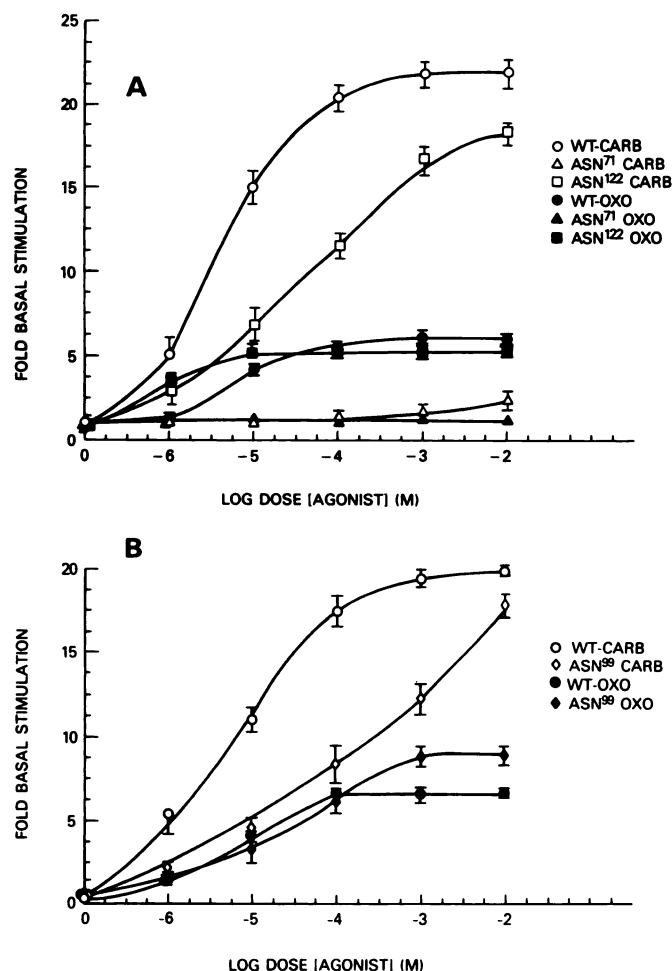 A
25
20
15
10
5
0
FOLD BASAL STIMULATION
0 -6 -5 -4 -3 -2
LOG DOSE [AGONIST] (M)
WT-CARB
ASN71 CARB
ASN122 CARB
WT-OXO
ASN71 OXO
ASN122 OXO
B
20
15
10
5
0
FOLD BASAL STIMULATION
0 -6 -5 -4 -3 -2
LOG DOSE [AGONIST] (M)
WT-CARB
ASN99 CARB
WT-OXO
ASN99 OXO